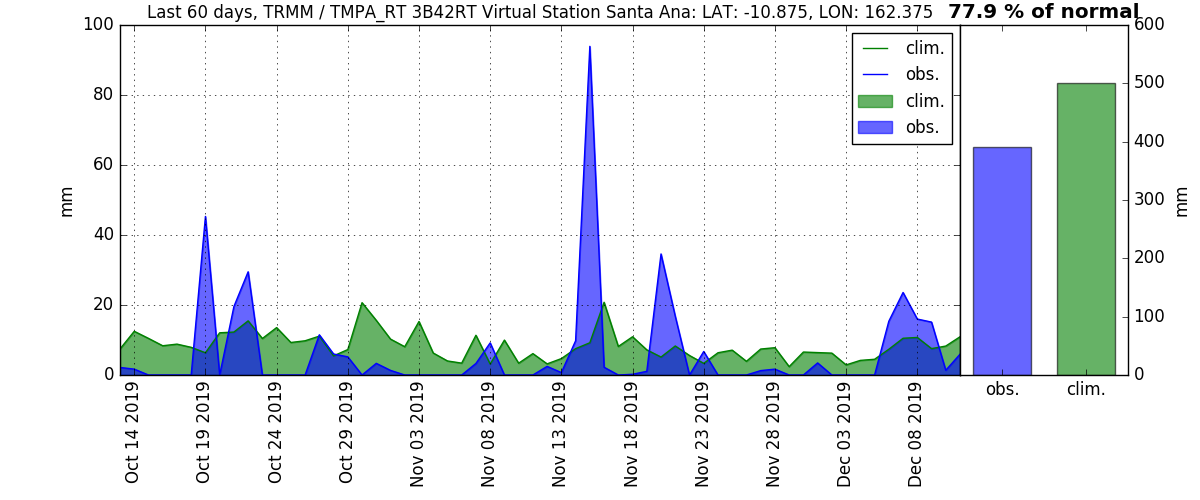 Last 60 days, TRMM / TMPA_RT 3B42RT Virtual Station Santa Ana: LAT: -10.875, LON: 162.375 77.9 % of normal
100
80
60
40
20
0
mm
clim.
obs.
clim.
obs.
600
500
400
300
200
100
0
mm
obs.
clim.
Oct 14 2019
Oct 19 2019
Oct 24 2019
Oct 29 2019
Nov 03 2019
Nov 08 2019
Nov 13 2019
Nov 18 2019
Nov 23 2019
Nov 28 2019
Dec 03 2019
Dec 08 2019